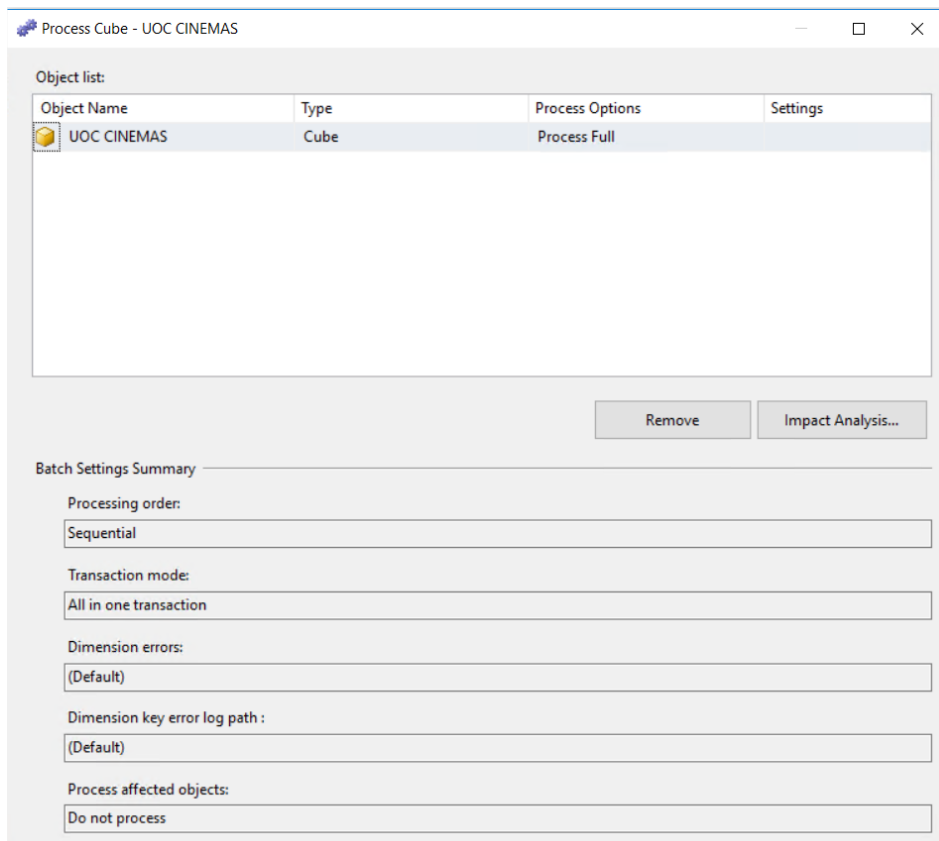 Process Cube - UOC CINEMAS
Object list:
Object Name Type Process Options Settings
UOC CINEMAS Cube Process Full
Remove Impact Analysis...
Batch Settings Summary
Processing order:
Sequential
Transaction mode:
All in one transaction
Dimension errors:
(Default)
Dimension key error log path :
(Default)
Process affected objects:
Do not process